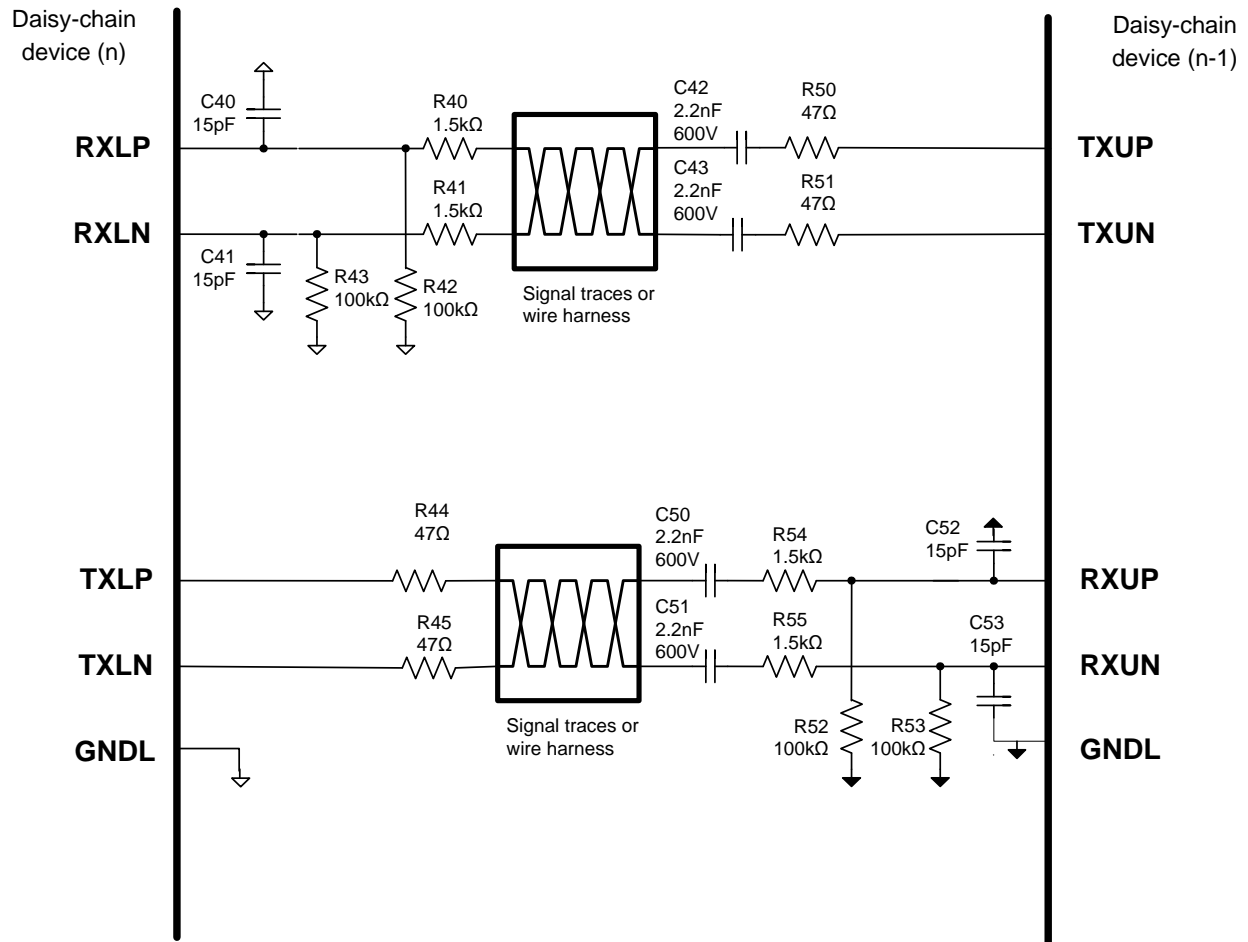 Daisy-chain
device (n)
Daisy-chain
device (n-1)
C40
15pF
R40
1.5kΩ
C42
2.2nF
600V
R50
47Ω
RXLP
TXUP
R41
1.5kΩ
C43
2.2nF
600V
R51
47Ω
RXLN
TXUN
C41
15pF
R43
100kΩ
R42
100kΩ
Signal traces or
wire harness
R44
47Ω
C50
2.2nF
600V
R54
1.5kΩ
C52
15pF
TXLP
RXUP
R45
47Ω
C51
2.2nF
600V
R55
1.5kΩ
C53
15pF
TXLN
RXUN
Signal traces or
wire harness
R52
100kΩ
R53
100kΩ
GNDL
GNDL